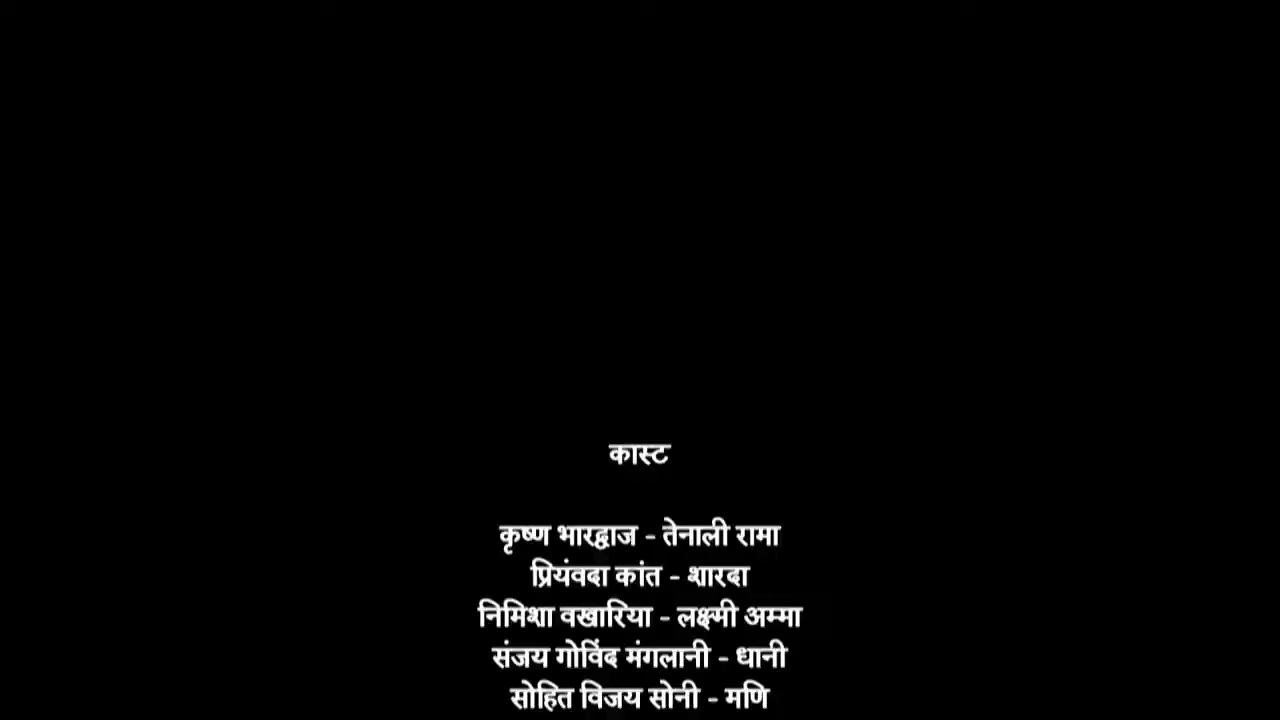 कास्ट
कृष्ण भारद्वाज - तेनाली रामा
प्रियंवदा कांत - शारदा
निमिशा वखारिया - लक्ष्मी अम्मा
संजय गोविंद मंगलानी - धानी
सोहित विजय सोनी - मणि